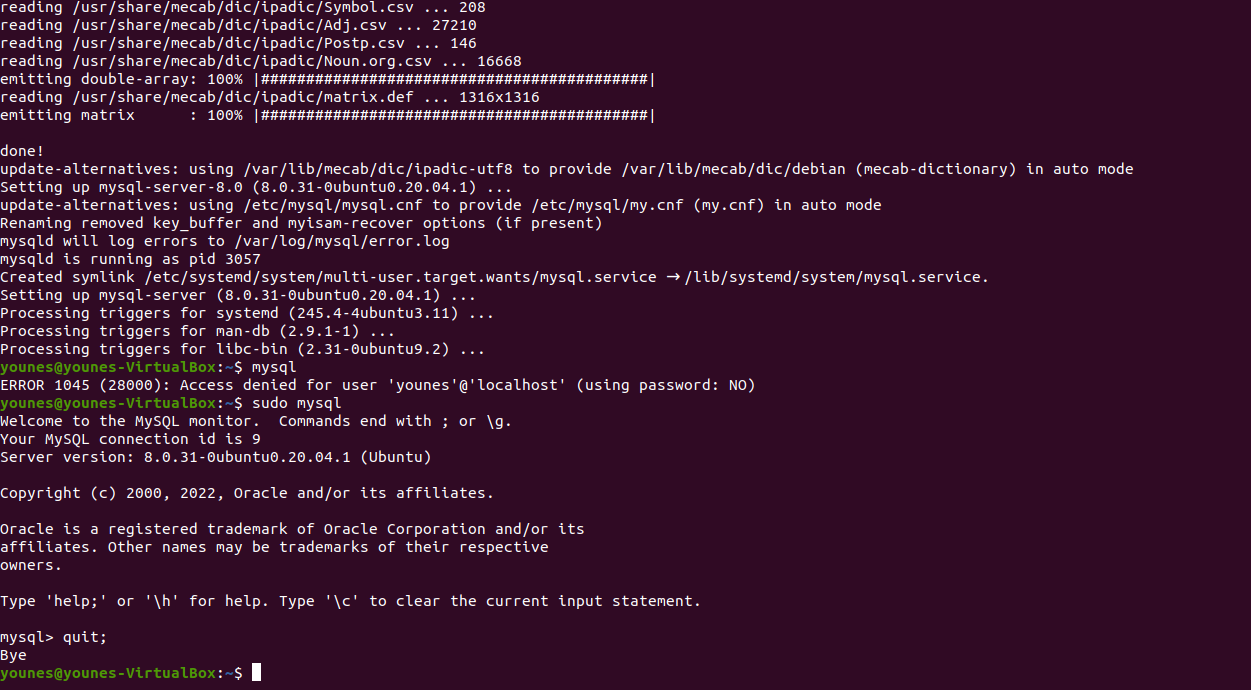 reading /usr/share/mecab/dic/ipadic/Symbol.csv ... 208
reading /usr/share/mecab/dic/ipadic/Adj.csv ... 27210
reading /usr/share/mecab/dic/ipadic/Postp.csv ... 146
reading /usr/share/mecab/dic/ipadic/Noun.org.csv ... 16668
emitting double-array: 100% |###########################################|
reading /usr/share/mecab/dic/ipadic/matrix.def ... 1316x1316
emitting matrix      : 100% |###########################################|

done!
update-alternatives: using /var/lib/mecab/dic/ipadic-utf8 to provide /var/lib/mecab/dic/debian (mecab-dictionary) in auto mode
Setting up mysql-server-8.0 (8.0.31-0ubuntu0.20.04.1) ...
update-alternatives: using /etc/mysql/mysql.cnf to provide /etc/mysql/my.cnf (my.cnf) in auto mode
Renaming removed key_buffer and myisam-recover options (if present)
mysqld will log errors to /var/log/mysql/error.log
mysqld is running as pid 3057
Created symlink /etc/systemd/system/multi-user.target.wants/mysql.service → /lib/systemd/system/mysql.service.
Setting up mysql-server (8.0.31-0ubuntu0.20.04.1) ...
Processing triggers for systemd (245.4-4ubuntu3.11) ...
Processing triggers for man-db (2.9.1-1) ...
Processing triggers for libc-bin (2.31-0ubuntu9.2) ...
younes@younes-VirtualBox:~$ mysql
ERROR 1045 (28000): Access denied for user 'younes'@'localhost' (using password: NO)
younes@younes-VirtualBox:~$ sudo mysql
Welcome to the MySQL monitor.  Commands end with ; or \g.
Your MySQL connection id is 9
Server version: 8.0.31-0ubuntu0.20.04.1 (Ubuntu)

Copyright (c) 2000, 2022, Oracle and/or its affiliates.

Oracle is a registered trademark of Oracle Corporation and/or its
affiliates. Other names may be trademarks of their respective
owners.

Type 'help;' or '\h' for help. Type '\c' to clear the current input statement.

mysql> quit;
Bye
younes@younes-VirtualBox:~$